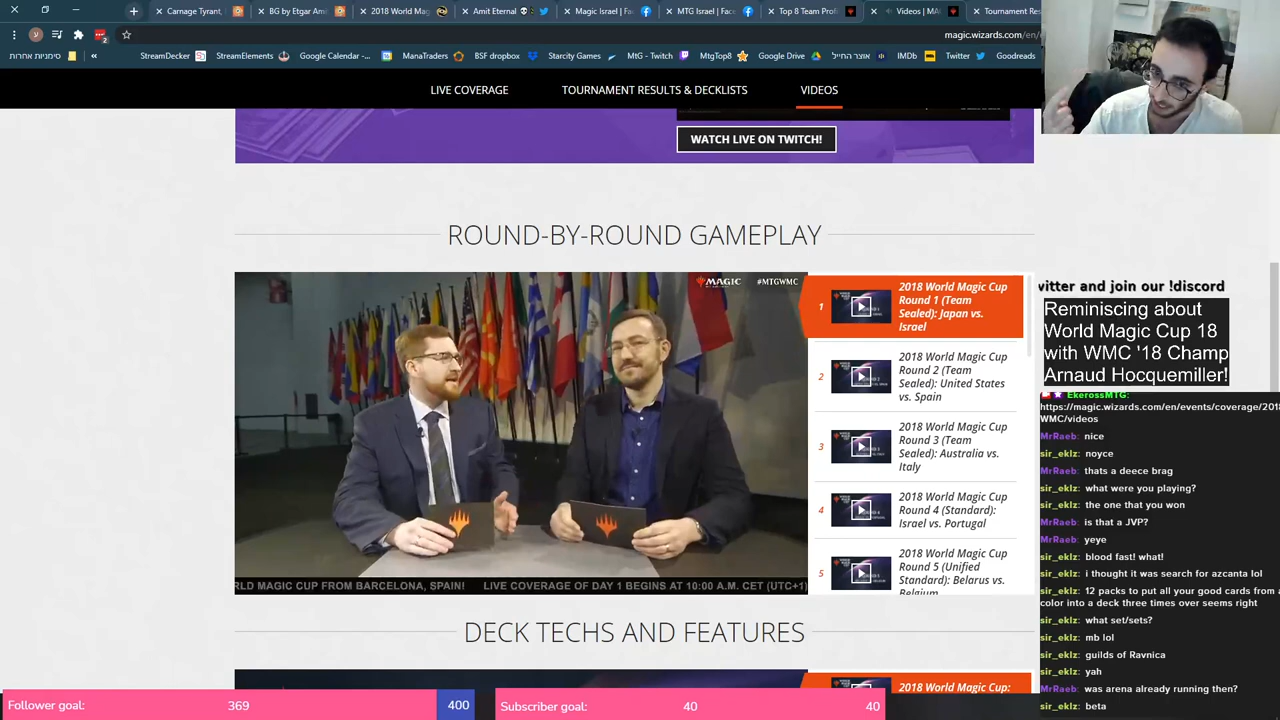 Carnage Tyrant,
BG by Etgar Amir
2018 World Mag
Amit Eternal
Magic Israel | Fac
MTG Israel | Face
Top 8 Team Profi
Videos | MAG
Tournament Res
magic.wizards.com/en/
סימניות אחרות
StreamDecker
StreamElements
Google Calendar -...
ManaTraders
BSF dropbox
Starcity Games
MtG - Twitch
MtgTop8
Google Drive
אוצר החייל
IMDb
Twitter
Goodreads
LIVE COVERAGE
TOURNAMENT RESULTS & DECKLISTS
VIDEOS
WATCH LIVE ON TWITCH!
ROUND-BY-ROUND GAMEPLAY
MAGIC
#MTGWMC
RLD MAGIC CUP FROM BARCELONA, SPAIN!
LIVE COVERAGE OF DAY 1 BEGINS AT 10:00 A.M. CET (UTC+1)
1
2018 World Magic Cup
Round 1 (Team
Sealed): Japan vs.
Israel
2
2018 World Magic Cup
Round 2 (Team
Sealed): United States
vs. Spain
3
2018 World Magic Cup
Round 3 (Team
Sealed): Australia vs.
Italy
4
2018 World Magic Cup
Round 4 (Standard):
Israel vs. Portugal
5
2018 World Magic Cup
Round 5 (Unified
Standard): Belarus vs.
Belgium
DECK TECHS AND FEATURES
2018 World Magic Cup:
witter and join our !discord
Reminiscing about
World Magic Cup 18
with WMC '18 Champ
Arnaud Hocquemiller!
EkerossMTG:
https://magic.wizards.com/en/events/coverage/2018
WMC/videos
MrRaeb: nice
sir_eklz: noyce
MrRaeb: thats a deece brag
sir_eklz: what were you playing?
sir_eklz: the one that you won
MrRaeb: is that a JVP?
MrRaeb: yeye
sir_eklz: blood fast! what!
sir_eklz: i thought it was search for azcanta lol
sir_eklz: 12 packs to put all your good cards from a
color into a deck three times over seems right
sir_eklz: what set/sets?
sir_eklz: mb lol
sir_eklz: guilds of Ravnica
sir_eklz: yah
MrRaeb: was arena already running then?
sir_eklz: beta
Follower goal:
369
400
Subscriber goal:
40
40